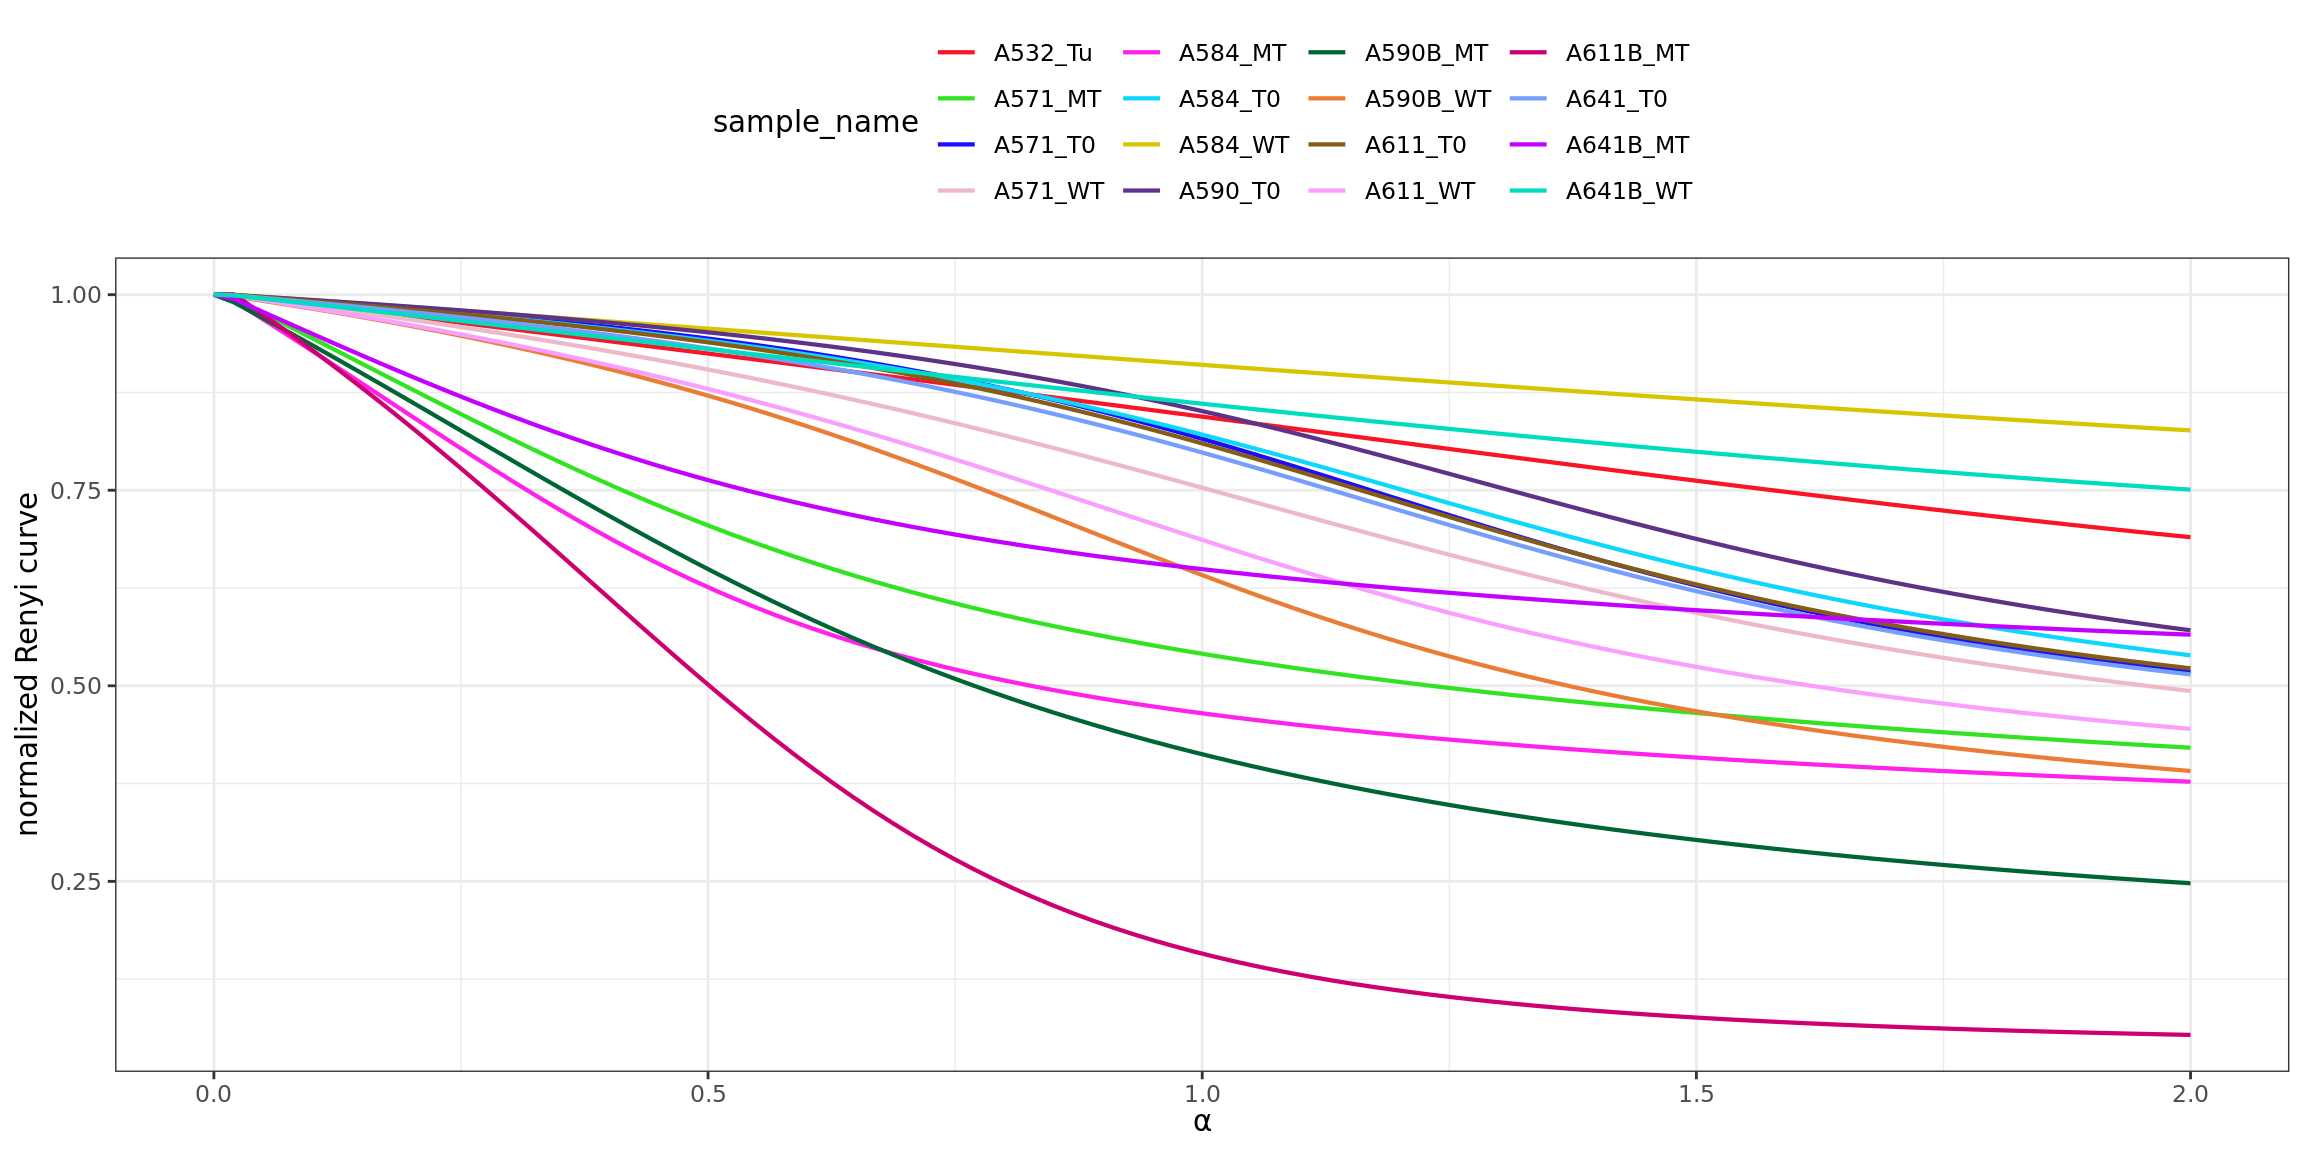 A532_Tu A584_MT A590B_MT A611B_MT
A571_MT A584_T0 A590B_WT A641_T0
sample_name
A571_T0 A584_WT A611_T0 A641B_MT
A571_WT A590_T0 A611_WT A641B_WT
normalized Renyi curve
1.00
0.75
0.50
0.25
0.0 0.5 1.0 1.5 2.0
α